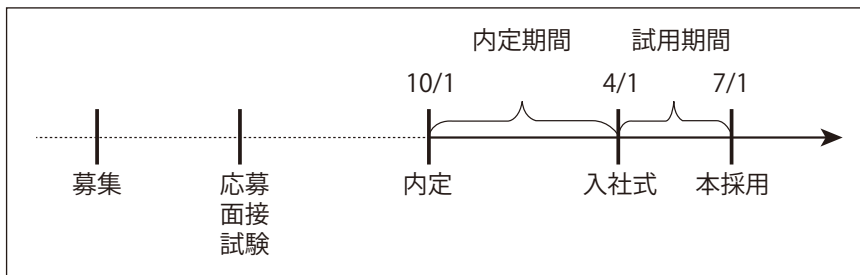 内定期間
試用期間
10/1
4/1
7/1
募集
応募
面接
試験
内定
入社式
本採用